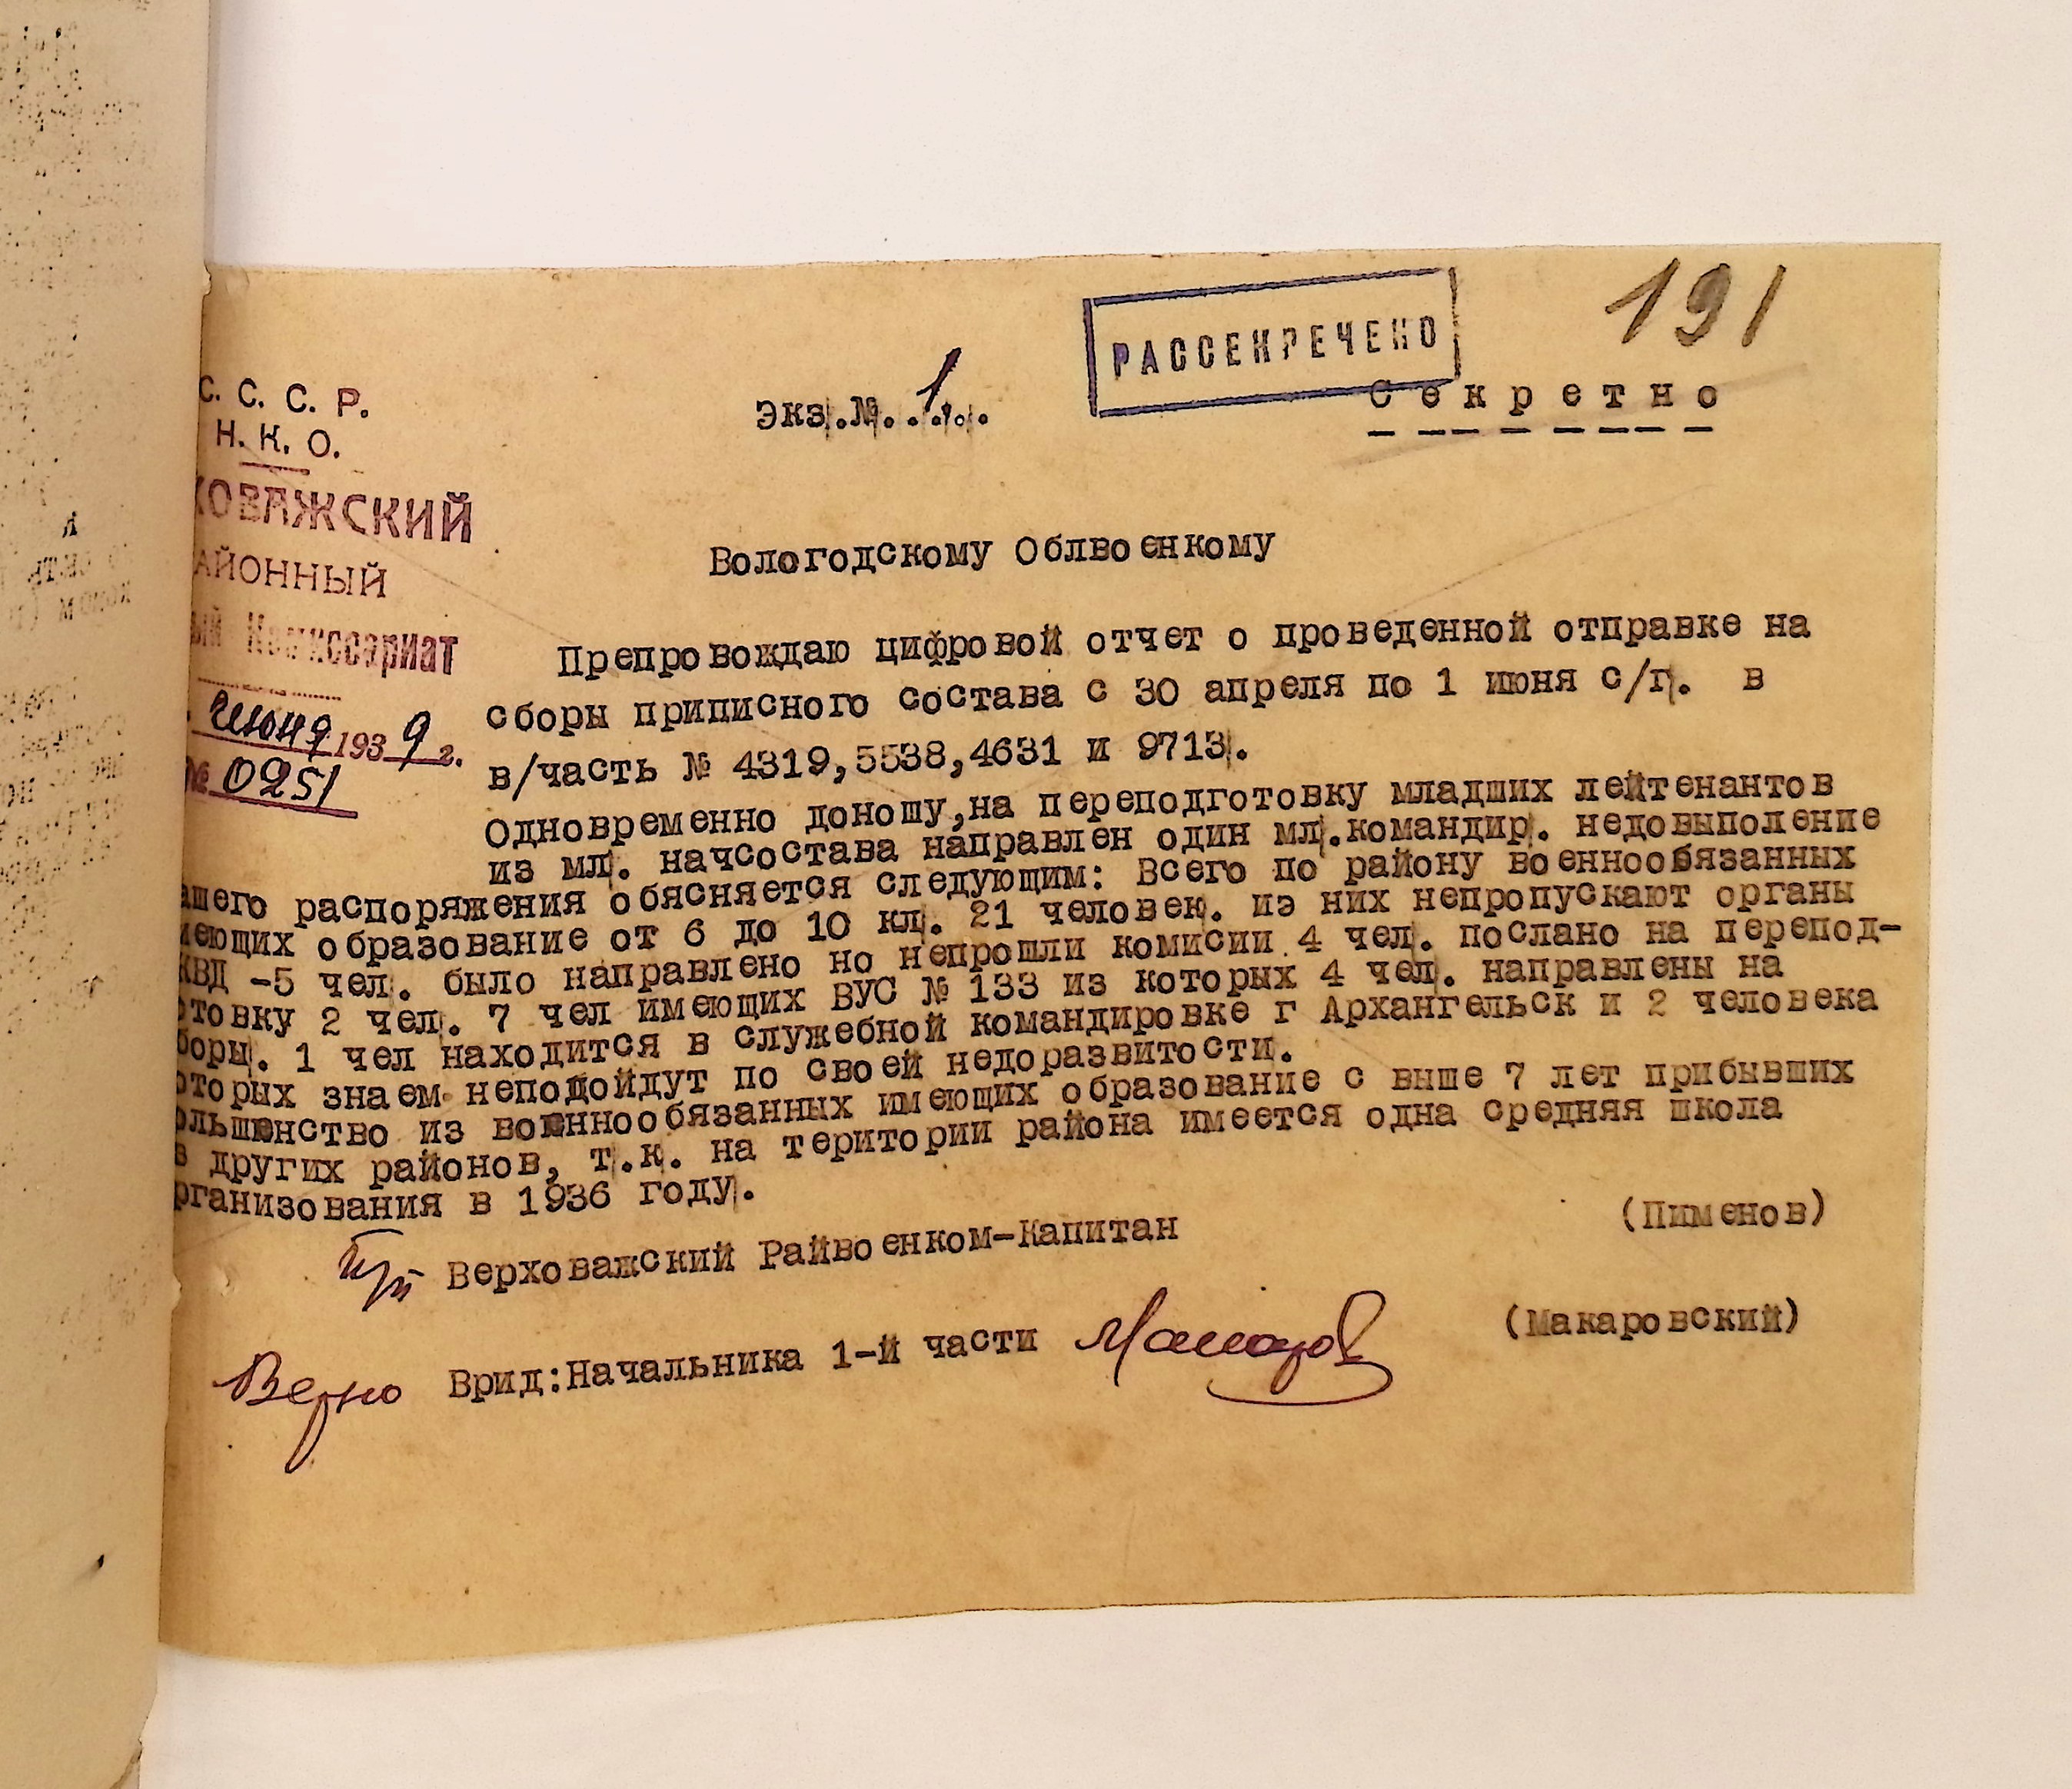 191
РАССЕКРЕЧЕНО
Секретно
Экз.№. .1. . .
С. С. С. Р.
Н. К. О.
ХОВАЖСКИЙ
АЙОННЫЙ
ЫЙ Комиссариат
Июня 1939 г.
№ 0251
Вологодскому Облвоенкому
Препровождаю цифровой отчет о проведенной отправке на
сборы приписного состава с 30 апреля по 1 июня с/г. в
в/часть № 4319,5538,4631 и 9713.
Одновременно доношу,на переподготовку младших лейтенантов
из мл. начсостава направлен один мл.командир. недовыполение
ашего распоряжения обясняется следующим: Всего по району военнообязанных
меющих образование от 6 до 10 кл. 21 человек. из них непропускают органы
КВД -5 чел. было направлено но непрошли комисии 4 чел. послано на перепод-
отовку 2 чел. 7 чел имеющих ВУС № 133 из которых 4 чел. направлены на
боры. 1 чел находится в служебной командировке г Архангельск и 2 человека
оторых знаем неподойдут по своей недоразвитости.
ольшенство из военнообязанных имеющих образование с выше 7 лет прибывших
з других районов, т.к. на територии района имеется одна средняя школа
рганизования в 1936 году.
Верховажский Райвоенком-Капитан (Пименов)
Верно Врид:Начальника 1-й части (Макаровский)